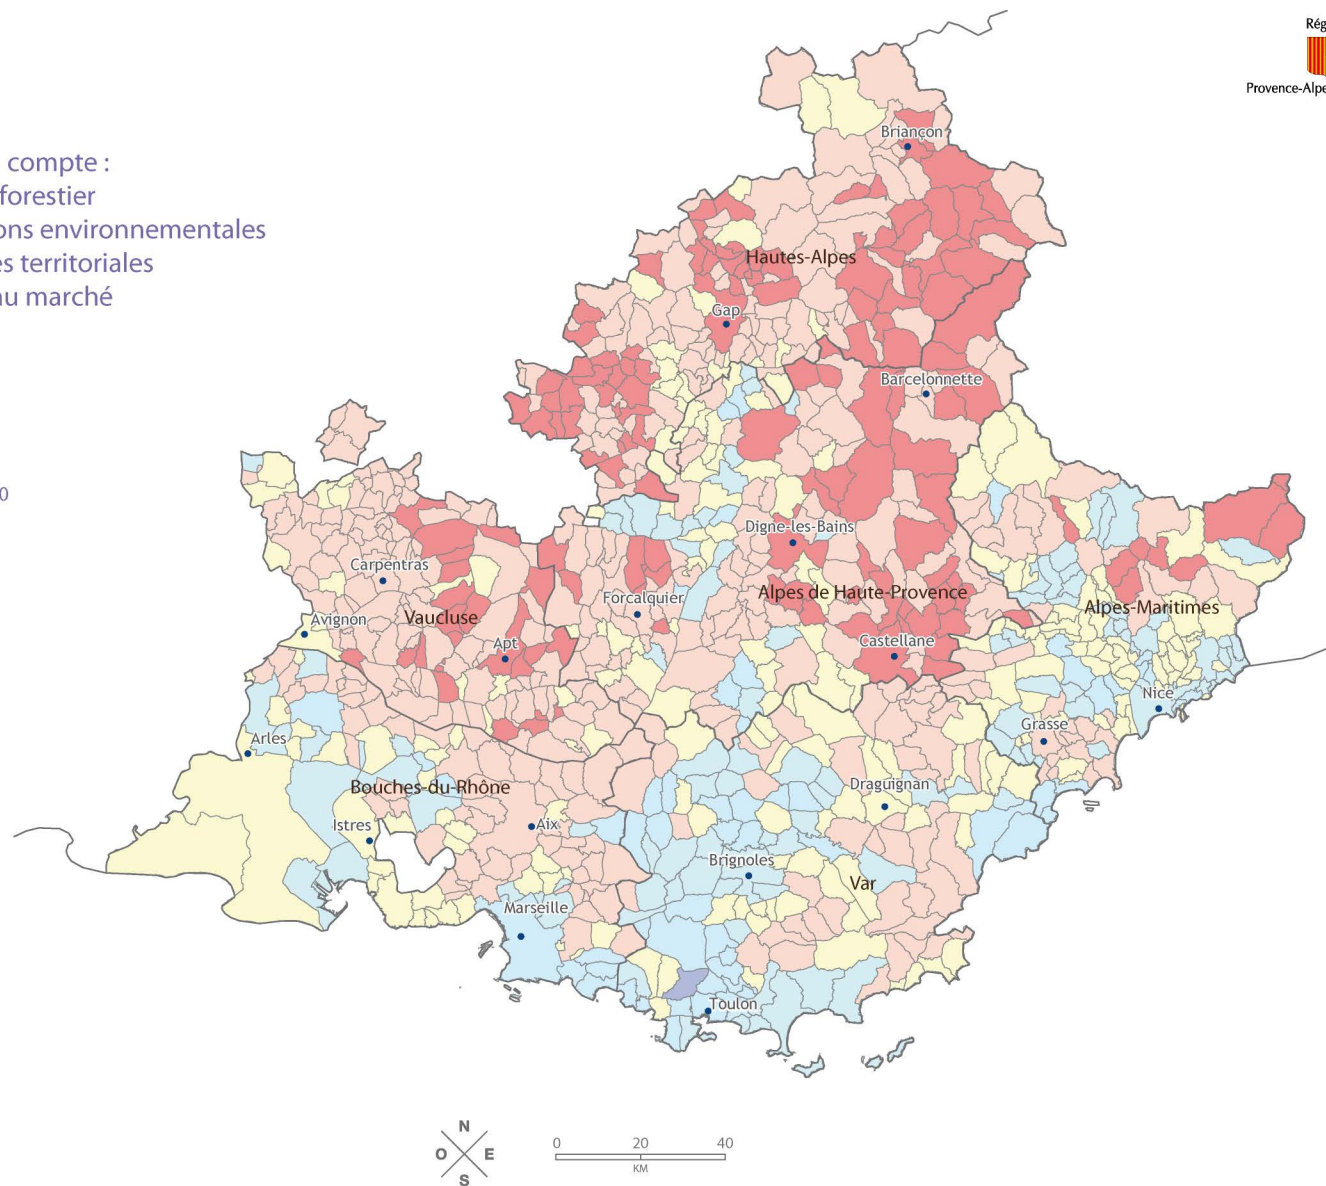 Rég
Provence-Alpe
compte :
forestier
ons environnementales
es territoriales
au marché
0
Briançon
Hautes-Alpes
Gap
Barcelonnette
Digne-les-Bains
Carpentras
Alpes de Haute-Provence
Forcalquier
Alpes-Maritimes
Vaucluse
Avignon
Apt
Castellane
Nice
Grasse
Arles
Bouches-du-Rhône
Draguignan
Istres
Aix
Brignoles
Var
Marseille
Toulon
N
O E
S
0 20 40
KM